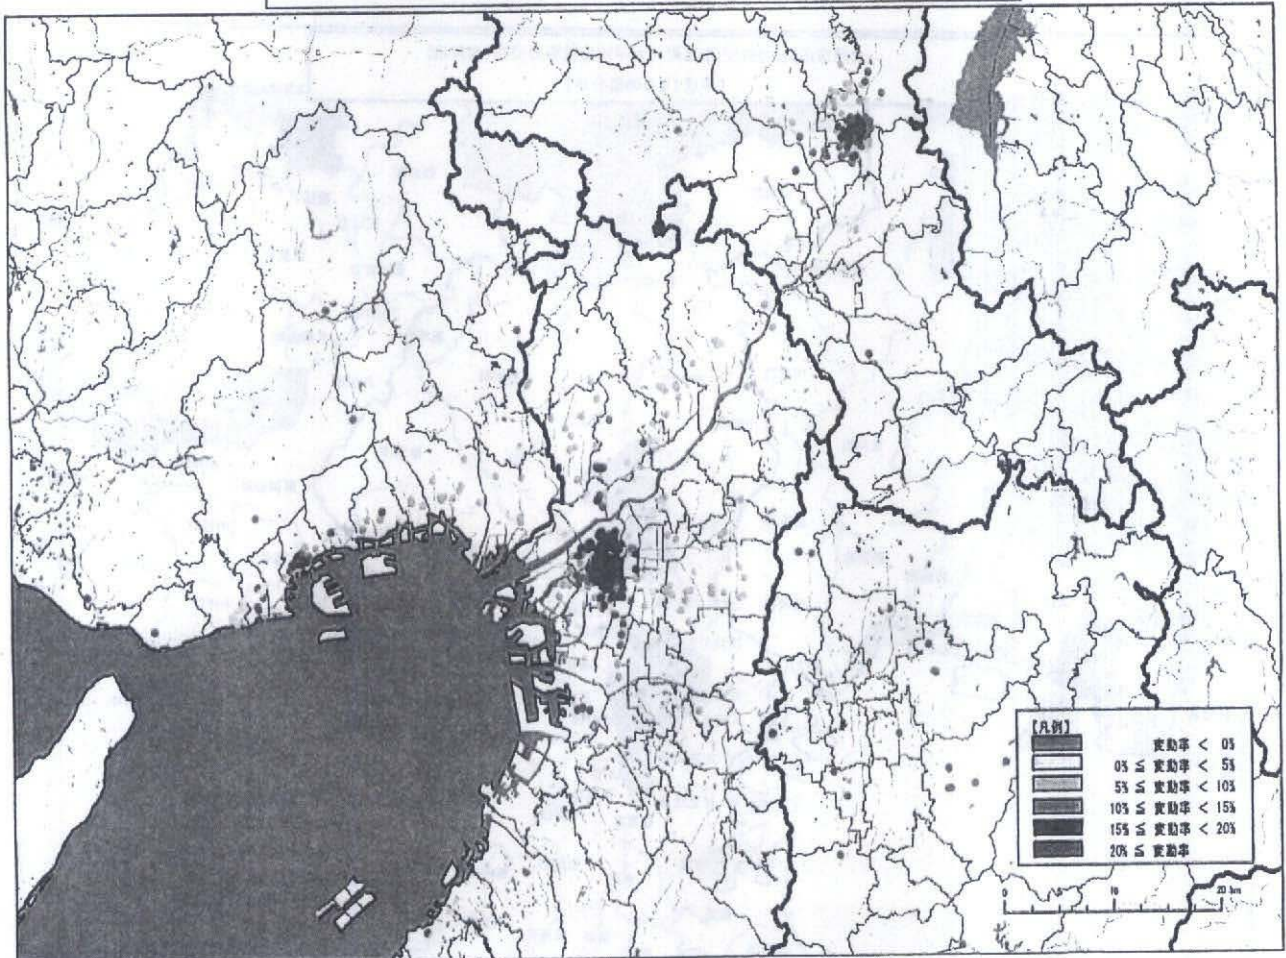 【凡例】
変動率 < 0%
0% ≦ 変動率 < 5%
5% ≦ 変動率 < 10%
10% ≦ 変動率 < 15%
15% ≦ 変動率 < 20%
20% ≦ 変動率
0 5 10 20 km